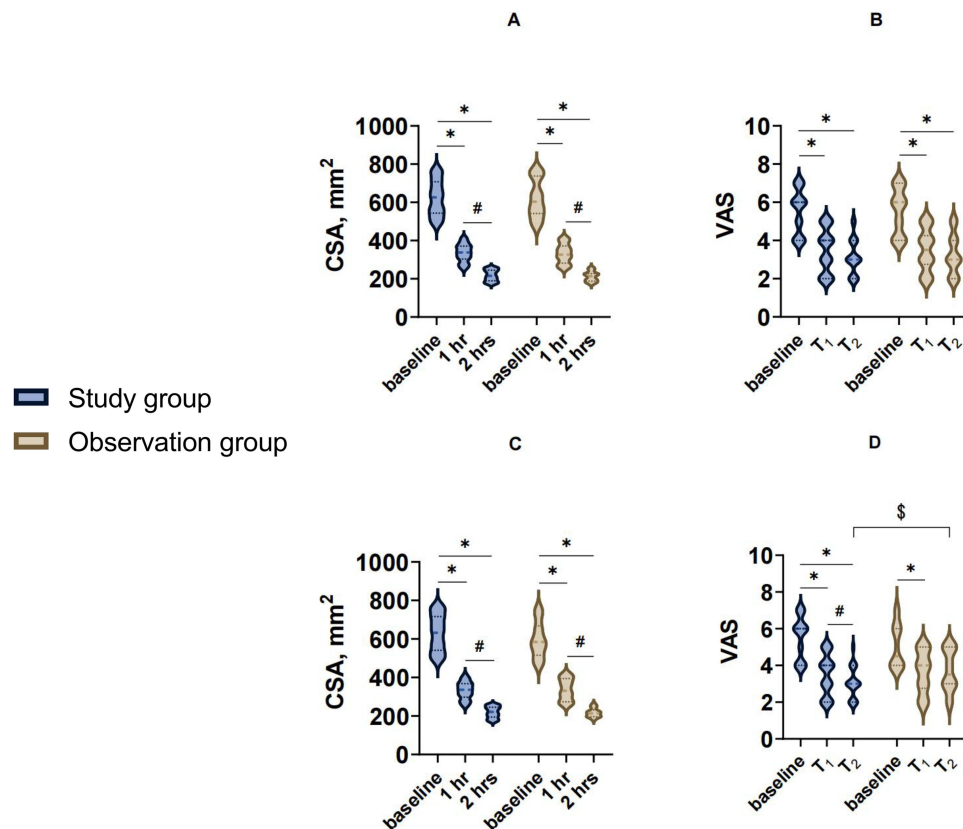 A
B
CSA, mm²
1000
800
600
400
200
0
* * # * * #
baseline 1 hr 2 hrs baseline 1 hr 2 hrs
VAS
10
8
6
4
2
0
* * * *
baseline T₁ T₂ baseline T₁ T₂
Study group
Observation group
C
D
CSA, mm²
1000
800
600
400
200
0
* * # * * #
baseline 1 hr 2 hrs baseline 1 hr 2 hrs
VAS
10
8
6
4
2
0
$
* * # *
baseline T₁ T₂ baseline T₁ T₂